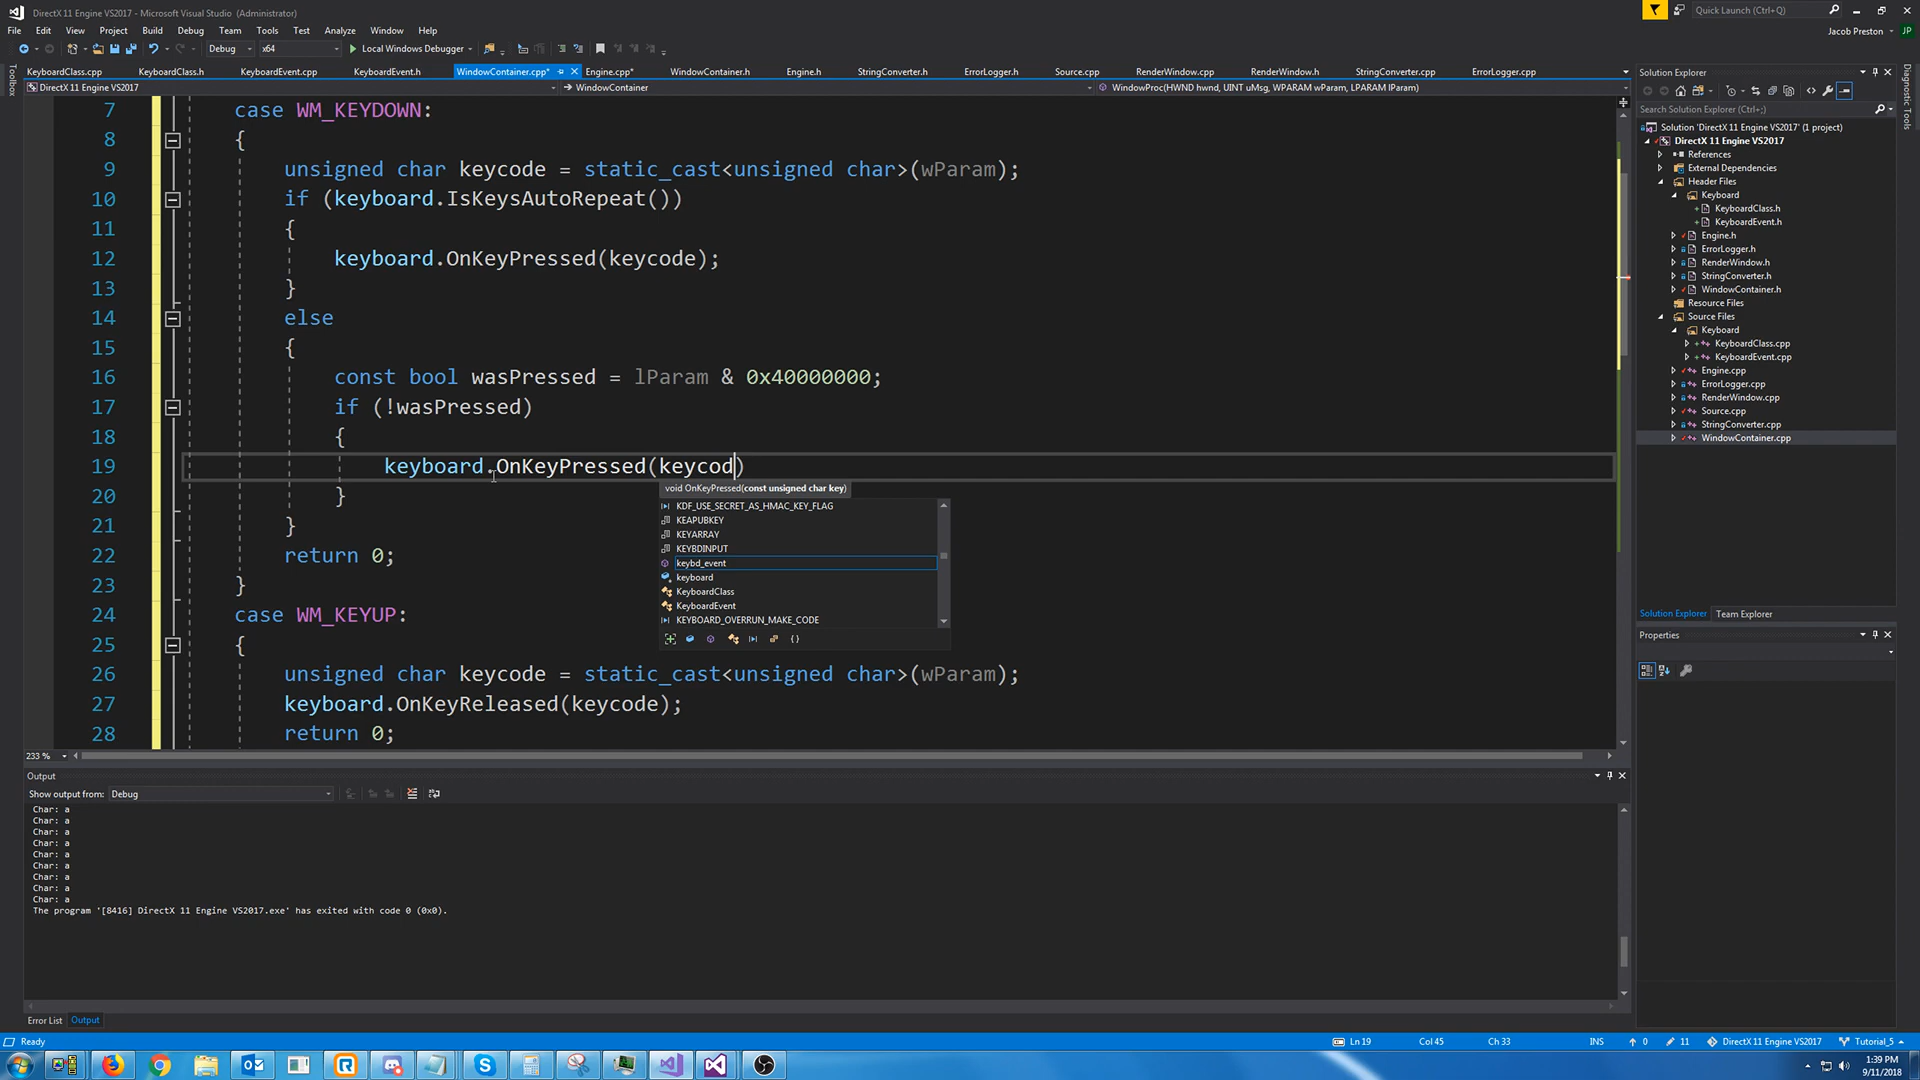 DirectX 11 Engine VS2017 - Microsoft Visual Studio (Administrator)
Quick Launch (Ctrl+Q)
File Edit View Project Build Debug Team Tools Test Analyze Window Help
Jacob Preston JP
Debug x64 Local Windows Debugger
KeyboardClass.cpp KeyboardClass.h KeyboardEvent.cpp KeyboardEvent.h WindowContainer.cpp* Engine.cpp* WindowContainer.h Engine.h StringConverter.h ErrorLogger.h Source.cpp RenderWindow.cpp RenderWindow.h StringConverter.cpp ErrorLogger.cpp
Toolbox
DirectX 11 Engine VS2017 WindowContainer WindowProc(HWND hwnd, UINT uMsg, WPARAM wParam, LPARAM lParam)
7 case WM_KEYDOWN:
8 {
9 unsigned char keycode = static_cast<unsigned char>(wParam);
10 if (keyboard.IsKeysAutoRepeat())
11 {
12 keyboard.OnKeyPressed(keycode);
13 }
14 else
15 {
16 const bool wasPressed = lParam & 0x40000000;
17 if (!wasPressed)
18 {
19 keyboard.OnKeyPressed(keycod)
void OnKeyPressed(const unsigned char key)
KDF_USE_SECRET_AS_HMAC_KEY_FLAG
KEAPUBKEY
KEYARRAY
KEYBDINPUT
keybd_event
keyboard
KeyboardClass
KeyboardEvent
KEYBOARD_OVERRUN_MAKE_CODE
20 }
21 }
22 return 0;
23 }
24 case WM_KEYUP:
25 {
26 unsigned char keycode = static_cast<unsigned char>(wParam);
27 keyboard.OnKeyReleased(keycode);
28 return 0;
233 %
Output
Show output from: Debug
Char: a
Char: a
Char: a
Char: a
Char: a
Char: a
Char: a
Char: a
Char: a
The program '[8416] DirectX 11 Engine VS2017.exe' has exited with code 0 (0x0).
Error List Output
Solution Explorer
Search Solution Explorer (Ctrl+;)
Solution 'DirectX 11 Engine VS2017' (1 project)
DirectX 11 Engine VS2017
References
External Dependencies
Header Files
Keyboard
KeyboardClass.h
KeyboardEvent.h
Engine.h
ErrorLogger.h
RenderWindow.h
StringConverter.h
WindowContainer.h
Resource Files
Source Files
Keyboard
KeyboardClass.cpp
KeyboardEvent.cpp
Engine.cpp
ErrorLogger.cpp
RenderWindow.cpp
Source.cpp
StringConverter.cpp
WindowContainer.cpp
Solution Explorer Team Explorer
Properties
Diagnostic Tools
Ready Ln 19 Col 45 Ch 33 INS 0 11 DirectX 11 Engine VS2017 Tutorial_5
1:39 PM
9/11/2018